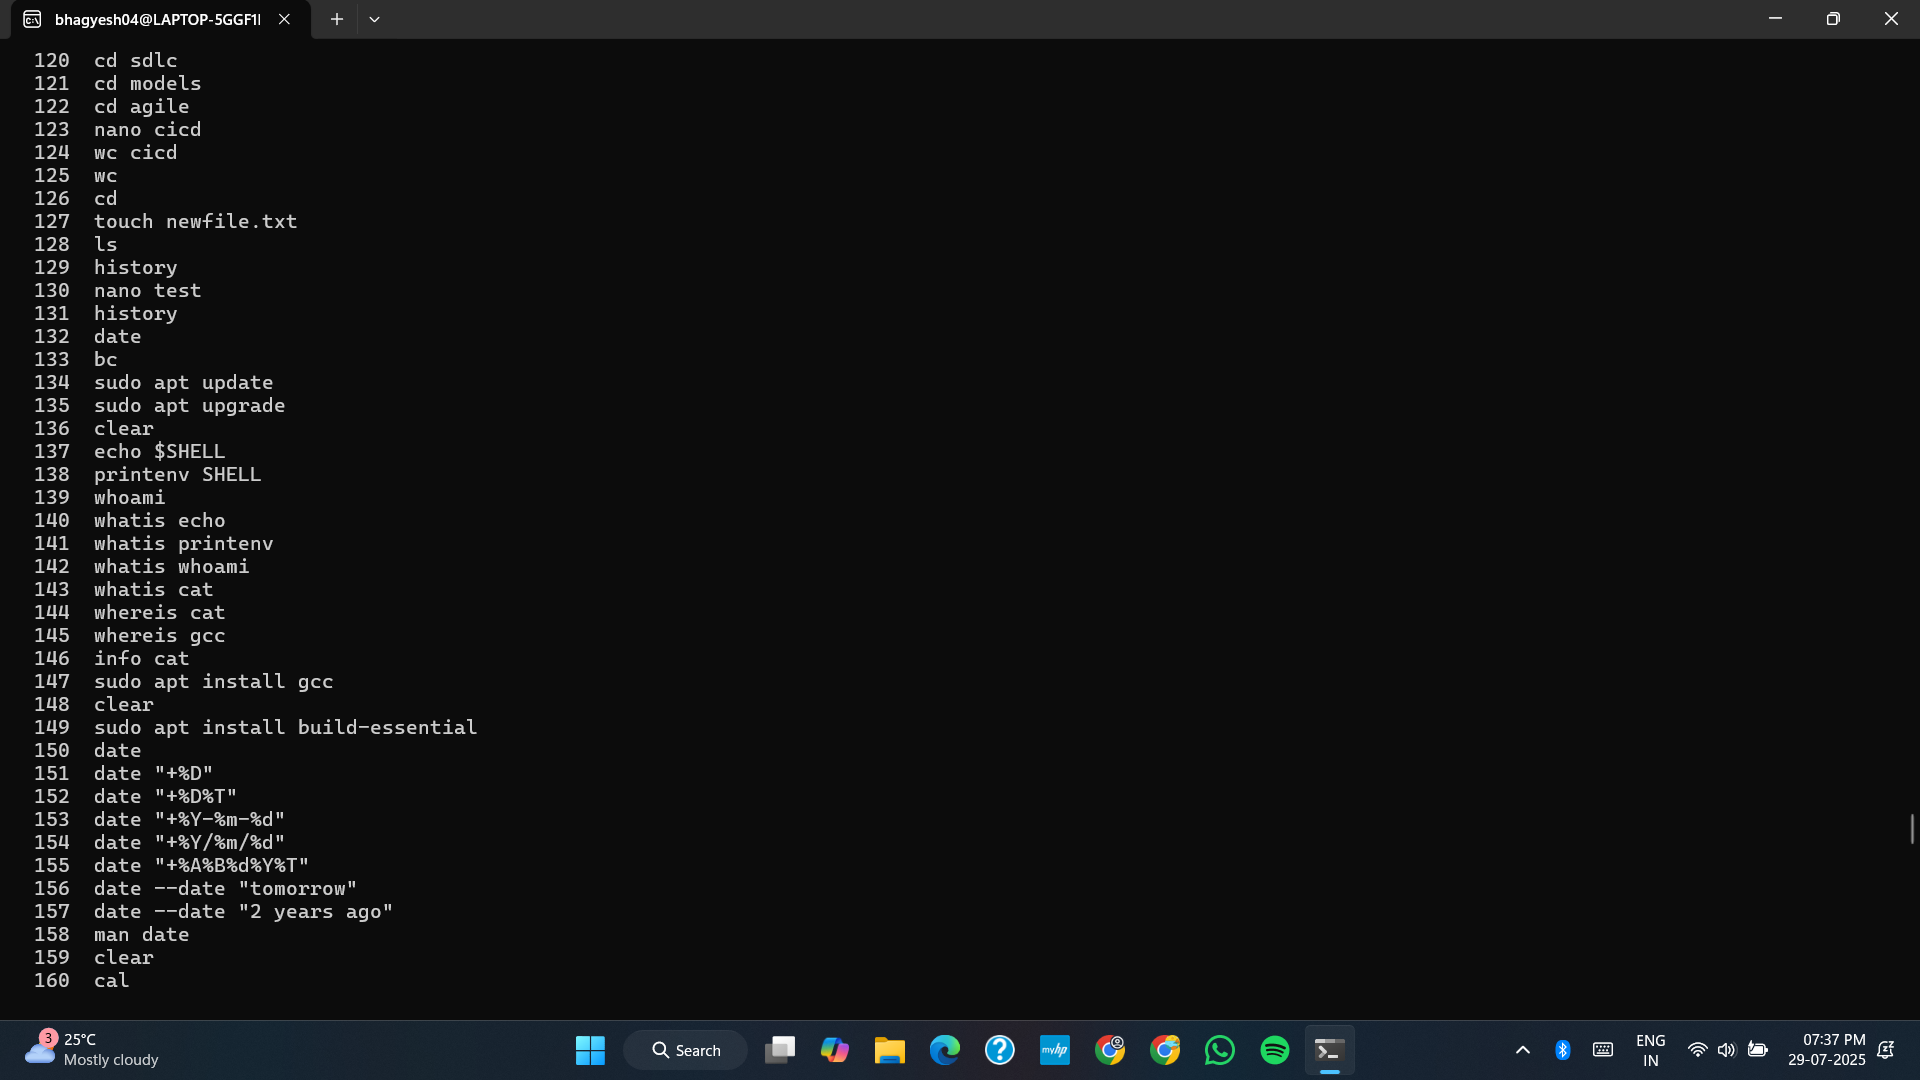 bhagyesh04@LAPTOP-5GGF1I
120 cd sdlc
121 cd models
122 cd agile
123 nano cicd
124 wc cicd
125 wc
126 cd
127 touch newfile.txt
128 ls
129 history
130 nano test
131 history
132 date
133 bc
134 sudo apt update
135 sudo apt upgrade
136 clear
137 echo $SHELL
138 printenv SHELL
139 whoami
140 whatis echo
141 whatis printenv
142 whatis whoami
143 whatis cat
144 whereis cat
145 whereis gcc
146 info cat
147 sudo apt install gcc
148 clear
149 sudo apt install build-essential
150 date
151 date "+%D"
152 date "+%D%T"
153 date "+%Y-%m-%d"
154 date "+%Y/%m/%d"
155 date "+%A%B%d%Y%T"
156 date --date "tomorrow"
157 date --date "2 years ago"
158 man date
159 clear
160 cal
3
25°C
Mostly cloudy
Search
myhp
ENG
IN
07:37 PM
29-07-2025